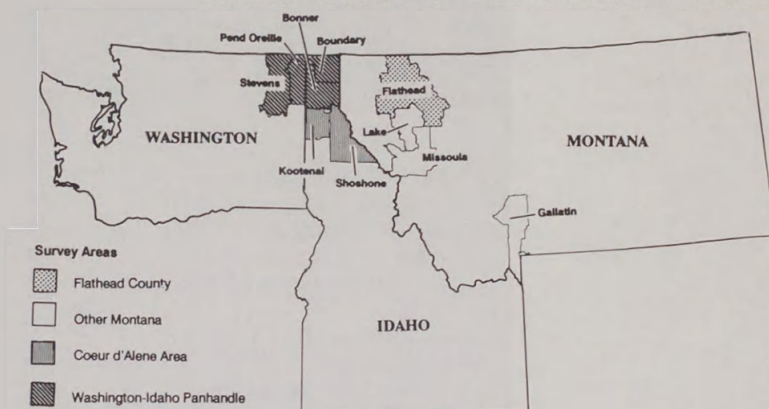 Bonner
Pend Oreille
Boundary
Stevens
Flathead
Lake
WASHINGTON
MONTANA
Missoula
Kootenai
Shoshone
Gallatin
Survey Areas
Flathead County
Other Montana
IDAHO
Coeur d'Alene Area
Washington-Idaho Panhandle